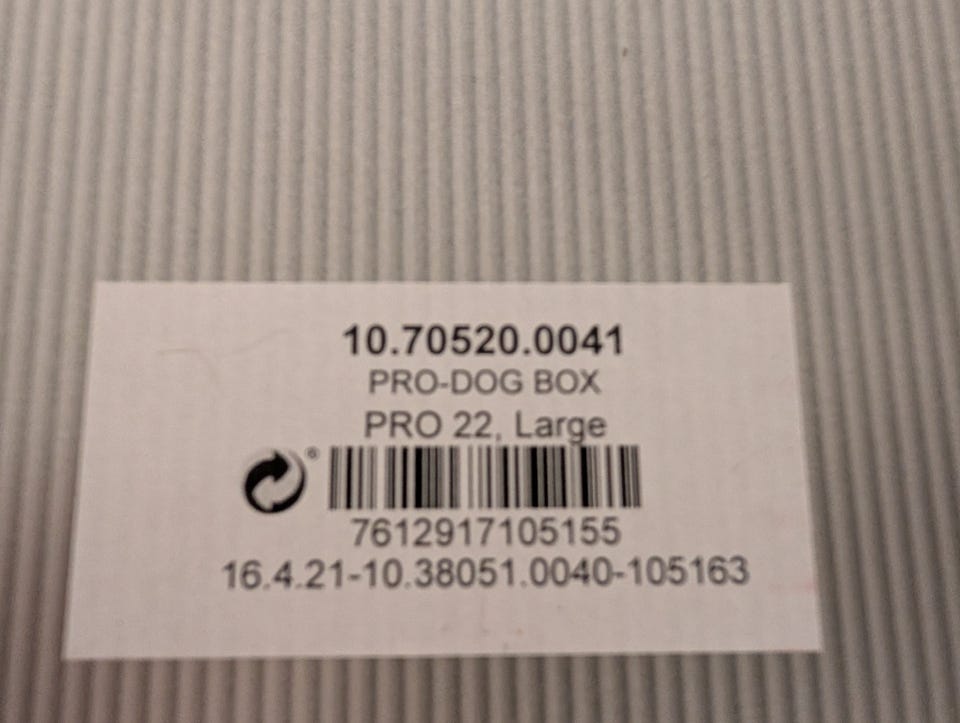 10.70520.0041
PRO-DOG BOX
PRO 22, Large
®
7612917105155
16.4.21-10.38051.0040-105163